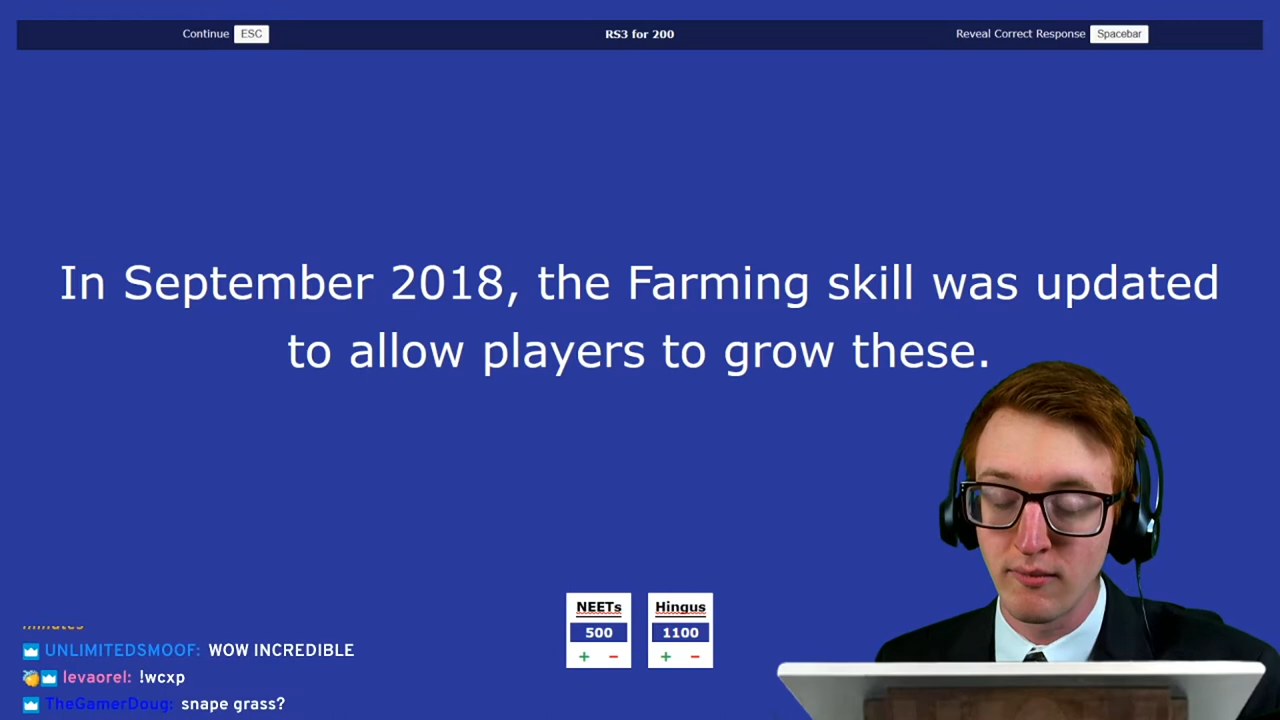 Continue ESC
RS3 for 200
Reveal Correct Response Spacebar
In September 2018, the Farming skill was updated
to allow players to grow these.
NEETs
500
+ −
Hingus
1100
+ −
minutes
UNLIMITEDSMOOF: WOW INCREDIBLE
levaorel: !wcxp
TheGamerDoug: snape grass?